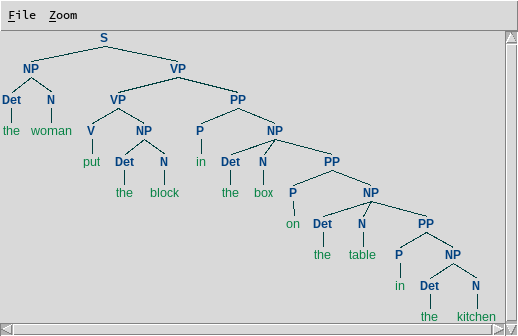 File Zoom
S
NP VP
Det N VP PP
the woman V NP P NP
put Det N in Det N PP
the block the box P NP
on Det N PP
the table P NP
in Det N
the kitchen